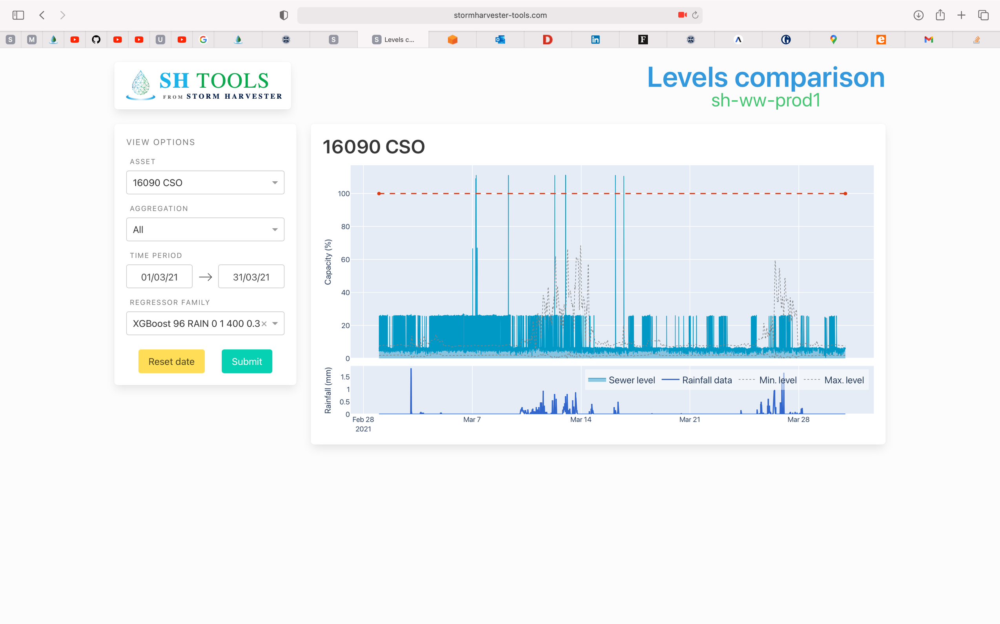 stormharvester-tools.com
S M U G S S Levels c... D in F e
SH TOOLS
FROM STORM HARVESTER
Levels comparison
sh-ww-prod1
VIEW OPTIONS
ASSET
16090 CSO
AGGREGATION
All
TIME PERIOD
01/03/21 → 31/03/21
REGRESSOR FAMILY
XGBoost 96 RAIN 0 1 400 0.3 ×
Reset date Submit
16090 CSO
Capacity (%)
100
80
60
40
20
0
Rainfall (mm)
1.5
1
0.5
0
Sewer level Rainfall data Min. level Max. level
Feb 28 Mar 7 Mar 14 Mar 21 Mar 28
2021